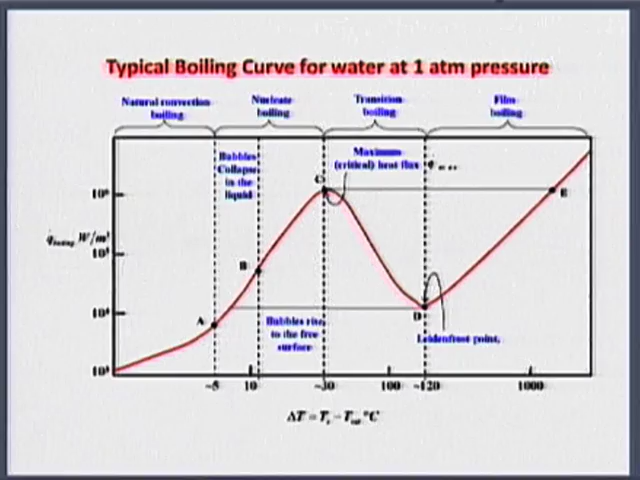 Typical Boiling Curve for water at 1 atm pressure
Natural convection
boiling
Nucleate
boiling
Transition
boiling
Film
boiling
Bubbles
Collapse
in the
liquid
Maximum
(critical) heat flux
C
E
10⁶
q̇boiling W/m²
10⁵
B
10⁴
A
D
Bubbles rise
to the free
surface
Leidenfrost point,
10³
~5
10
~30
100
~120
1000
ΔT = Tₛ − Tsat °C